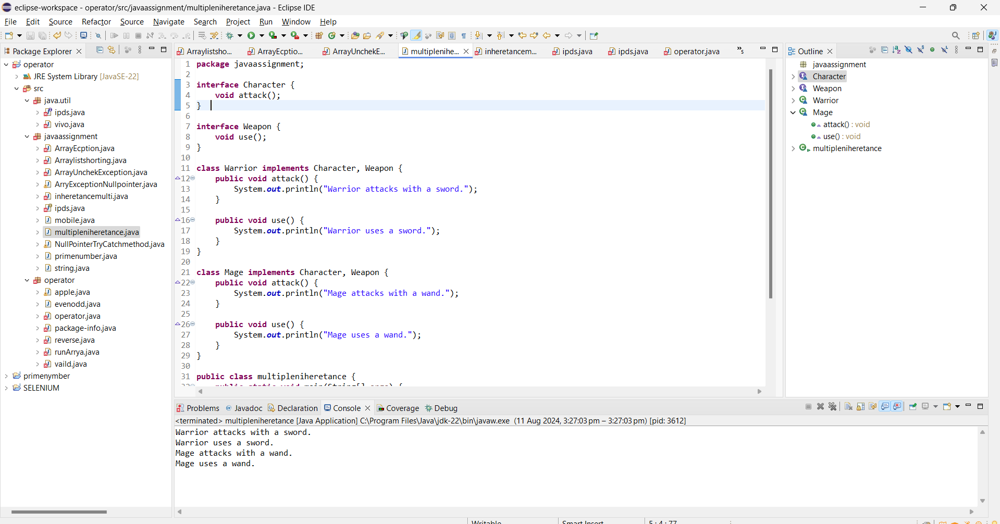 eclipse-workspace - operator/src/javaassignment/multipleniheretance.java - Eclipse IDE
File Edit Source Refactor Source Navigate Search Project Run Window Help
Package Explorer
operator
JRE System Library [JavaSE-22]
src
java.util
ipds.java
vivo.java
javaassignment
ArrayEcption.java
Arraylistshorting.java
ArrayUnchekException.java
ArryExceptionNullpointer.java
inheretancemulti.java
ipds.java
mobile.java
multipleniheretance.java
NullPointerTryCatchmethod.java
primenumber.java
string.java
operator
apple.java
evenodd.java
operator.java
package-info.java
reverse.java
runArrya.java
vaild.java
primenymber
SELENIUM
Arraylistsho... ArrayEcptio... ArrayUnchekE... multiplenihe... inheretancem... ipds.java ipds.java operator.java »5
1 package javaassignment;
2
3 interface Character {
4 void attack();
5 }
6
7 interface Weapon {
8 void use();
9 }
10
11 class Warrior implements Character, Weapon {
12 public void attack() {
13 System.out.println("Warrior attacks with a sword.");
14 }
15
16 public void use() {
17 System.out.println("Warrior uses a sword.");
18 }
19 }
20
21 class Mage implements Character, Weapon {
22 public void attack() {
23 System.out.println("Mage attacks with a wand.");
24 }
25
26 public void use() {
27 System.out.println("Mage uses a wand.");
28 }
29 }
30
31 public class multipleniheretance {
32 public static void main(String[] args) {
Outline
javaassignment
Character
Weapon
Warrior
Mage
attack() : void
use() : void
multipleniheretance
Problems Javadoc Declaration Console Coverage Debug
<terminated> multipleniheretance [Java Application] C:\Program Files\Java\jdk-22\bin\javaw.exe (11 Aug 2024, 3:27:03 pm – 3:27:03 pm) [pid: 3612]
Warrior attacks with a sword.
Warrior uses a sword.
Mage attacks with a wand.
Mage uses a wand.
Writable Smart Insert 5 : 4 : 77